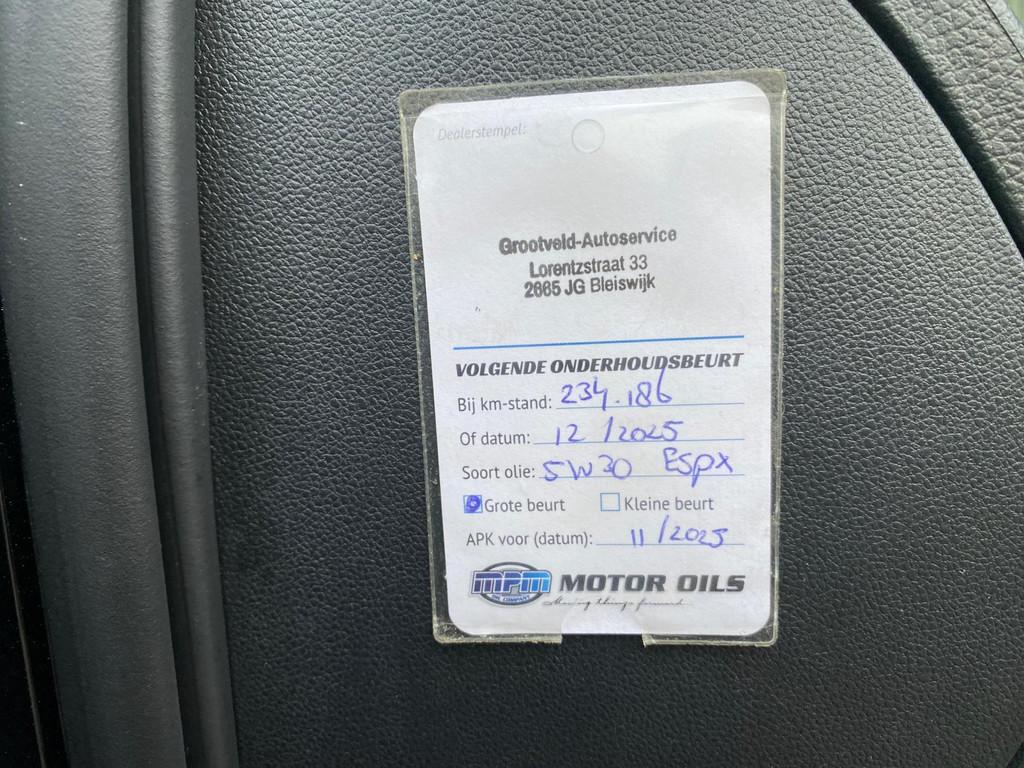 Dealerstempel:
Grootveld-Autoservice
Lorentzstraat 33
2665 JG Bleiswijk
VOLGENDE ONDERHOUDSBEURT
Bij km-stand: 234.186
Of datum: 12/2025
Soort olie: 5W30 Espx
Grote beurt Kleine beurt
APK voor (datum): 11/2025
MPM MOTOR OILS
OIL COMPANY
Moving things forward